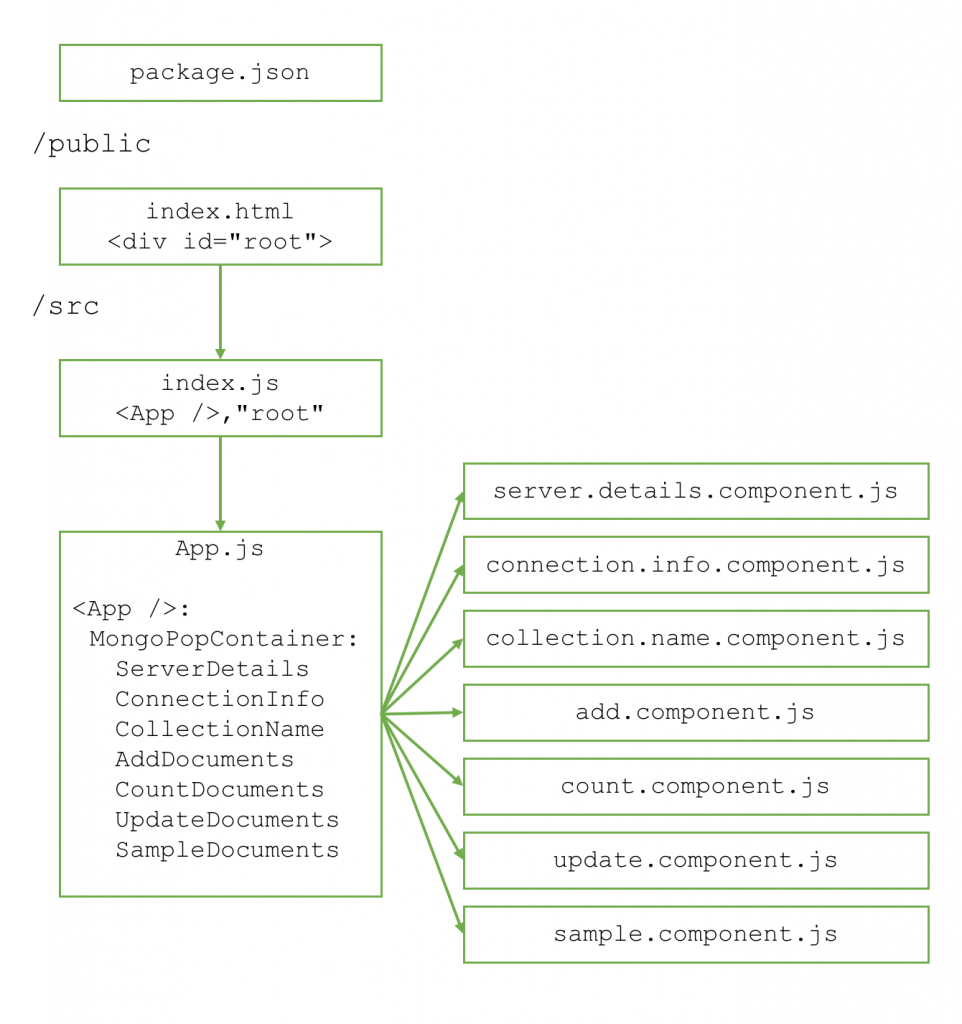 package.json
/public
index.html
<div id="root">
/src
index.js
<App />,"root"
App.js
<App />:
MongoPopContainer:
ServerDetails
ConnectionInfo
CollectionName
AddDocuments
CountDocuments
UpdateDocuments
SampleDocuments
server.details.component.js
connection.info.component.js
collection.name.component.js
add.component.js
count.component.js
update.component.js
sample.component.js